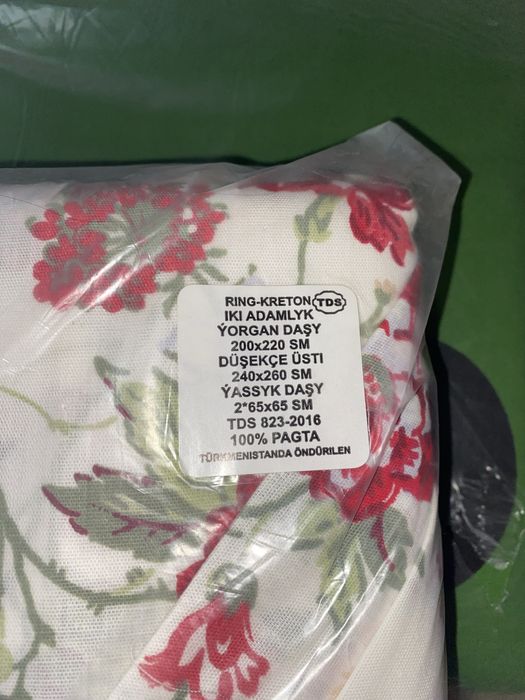 RING-KRETON TDS
IKI ADAMLYK
ÝORGAN DAŞY
200x220 SM
DÜŞEKÇE ÜSTI
240x260 SM
ÝASSYK DAŞY
2*65x65 SM
TDS 823-2016
100% PAGTA
TÜRKMENISTANDA ÖNDÜRILEN